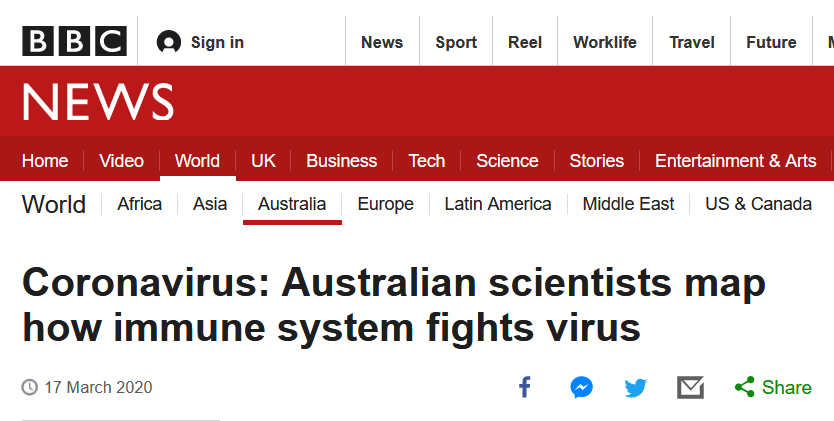 BBC Sign in News Sport Reel Worklife Travel Future
NEWS
Home Video World UK Business Tech Science Stories Entertainment & Arts
World Africa Asia Australia Europe Latin America Middle East US & Canada
Coronavirus: Australian scientists map
how immune system fights virus
17 March 2020 Share